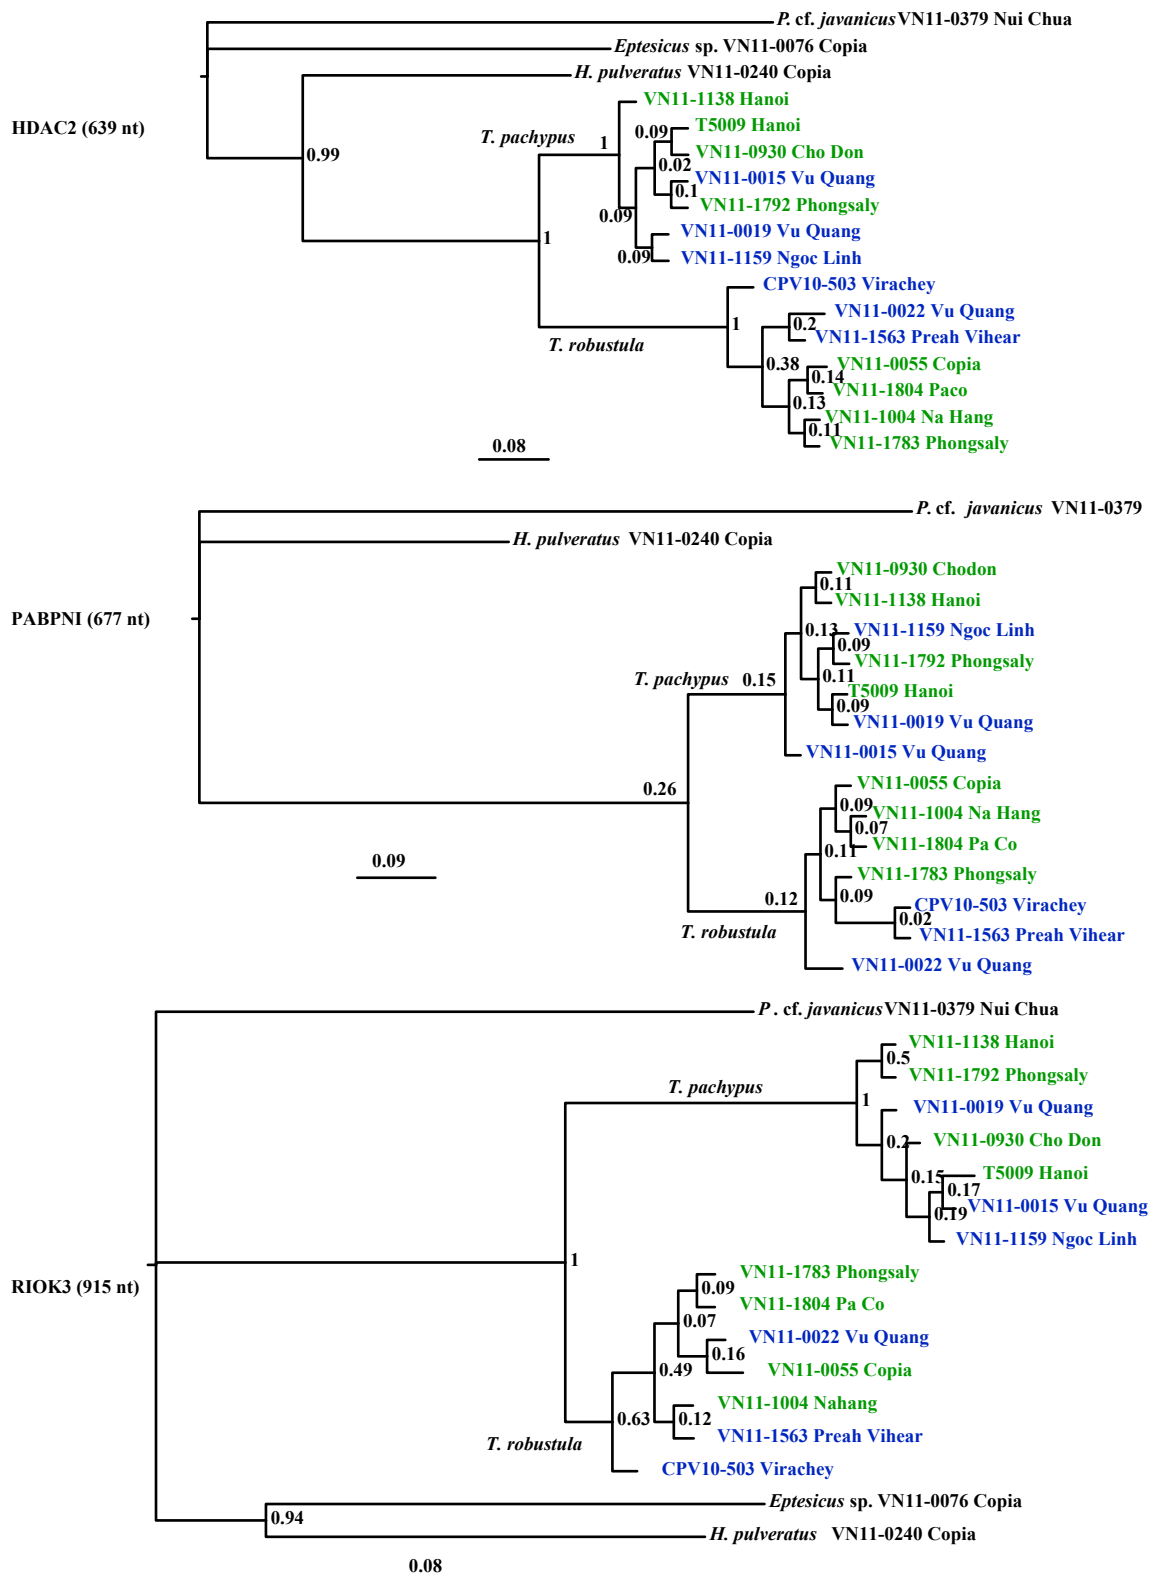 P. cf. javanicus VN11-0379 Nui Chua
Eptesicus sp. VN11-0076 Copia
H. pulveratus VN11-0240 Copia
VN11-1138 Hanoi
HDAC2 (639 nt)
T. pachypus
0.09
T5009 Hanoi
1
0.99
VN11-0930 Cho Don
0.02
VN11-0015 Vu Quang
0.1
VN11-1792 Phongsaly
0.09
VN11-0019 Vu Quang
1
0.09
VN11-1159 Ngoc Linh
CPV10-503 Virachey
VN11-0022 Vu Quang
1
0.2
VN11-1563 Preah Vihear
T. robustula
0.38
VN11-0055 Copia
0.14
VN11-1804 Paco
0.13
VN11-1004 Na Hang
0.11
VN11-1783 Phongsaly
0.08
P. cf. javanicus VN11-0379
H. pulveratus VN11-0240 Copia
VN11-0930 Chodon
0.11
VN11-1138 Hanoi
PABPNI (677 nt)
0.13
VN11-1159 Ngoc Linh
0.09
VN11-1792 Phongsaly
T. pachypus
0.15
0.11
T5009 Hanoi
0.09
VN11-0019 Vu Quang
VN11-0015 Vu Quang
0.26
VN11-0055 Copia
0.09
VN11-1004 Na Hang
0.07
VN11-1804 Pa Co
0.11
0.09
VN11-1783 Phongsaly
0.09
0.12
CPV10-503 Virachey
0.02
T. robustula
VN11-1563 Preah Vihear
VN11-0022 Vu Quang
P . cf. javanicus VN11-0379 Nui Chua
VN11-1138 Hanoi
0.5
VN11-1792 Phongsaly
T. pachypus
1
VN11-0019 Vu Quang
0.2
VN11-0930 Cho Don
0.15
T5009 Hanoi
0.17
VN11-0015 Vu Quang
0.19
VN11-1159 Ngoc Linh
1
RIOK3 (915 nt)
VN11-1783 Phongsaly
0.09
VN11-1804 Pa Co
0.07
VN11-0022 Vu Quang
0.16
0.49
VN11-0055 Copia
VN11-1004 Nahang
0.63
0.12
T. robustula
VN11-1563 Preah Vihear
CPV10-503 Virachey
Eptesicus sp. VN11-0076 Copia
0.94
H. pulveratus VN11-0240 Copia
0.08